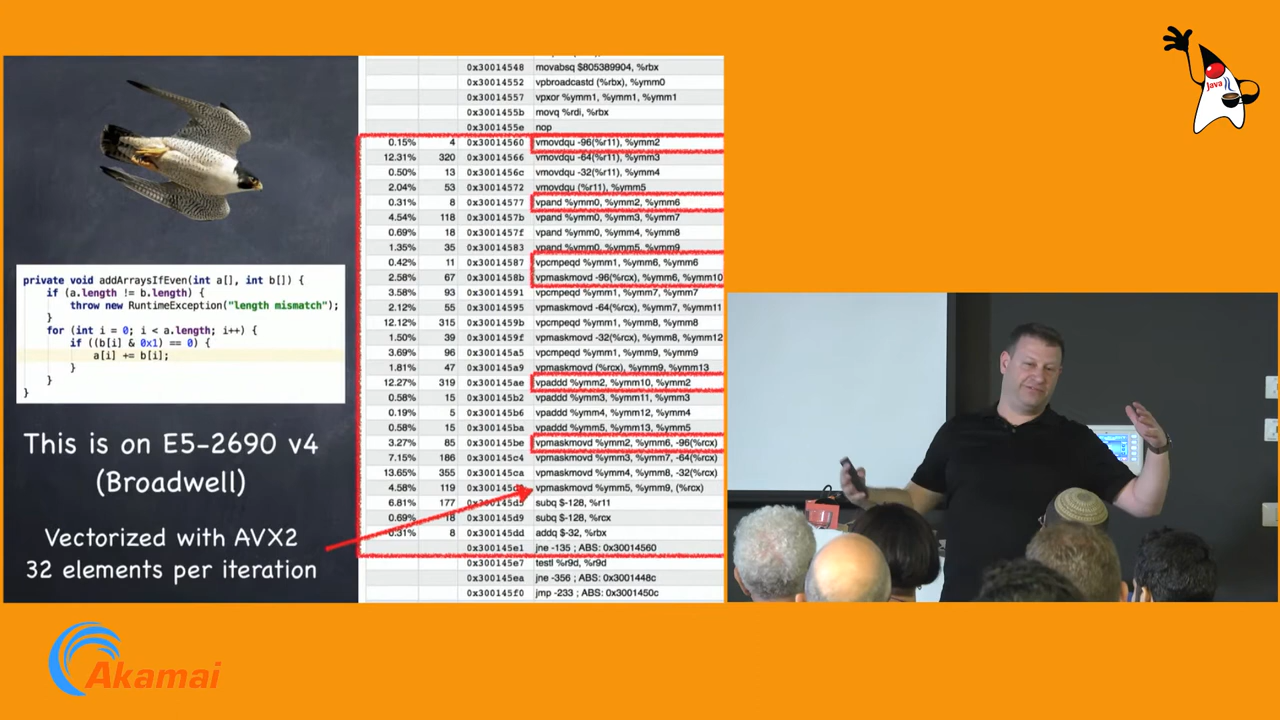 private void addArraysIfEven(int a[], int b[]) {
if (a.length != b.length) {
throw new RuntimeException("length mismatch");
}
for (int i = 0; i < a.length; i++) {
if ((b[i] & 0x1) == 0) {
a[i] += b[i];
}
}
}
This is on E5-2690 v4
(Broadwell)
Vectorized with AVX2
32 elements per iteration
0x30014548 movabsq $805389904, %rbx
0x30014552 vpbroadcastd (%rbx), %ymm0
0x30014557 vpxor %ymm1, %ymm1, %ymm1
0x3001455b movq %rdi, %rbx
0x3001455e nop
0.15% 4 0x30014560 vmovdqu -96(%r11), %ymm2
12.31% 320 0x30014566 vmovdqu -64(%r11), %ymm3
0.50% 13 0x3001456c vmovdqu -32(%r11), %ymm4
2.04% 53 0x30014572 vmovdqu (%r11), %ymm5
0.31% 8 0x30014577 vpand %ymm0, %ymm2, %ymm6
4.54% 118 0x3001457b vpand %ymm0, %ymm3, %ymm7
0.69% 18 0x3001457f vpand %ymm0, %ymm4, %ymm8
1.35% 35 0x30014583 vpand %ymm0, %ymm5, %ymm9
0.42% 11 0x30014587 vpcmpeqd %ymm1, %ymm6, %ymm6
2.58% 67 0x3001458b vpmaskmovd -96(%rcx), %ymm6, %ymm10
3.58% 93 0x30014591 vpcmpeqd %ymm1, %ymm7, %ymm7
2.12% 55 0x30014595 vpmaskmovd -64(%rcx), %ymm7, %ymm11
12.12% 315 0x3001459b vpcmpeqd %ymm1, %ymm8, %ymm8
1.50% 39 0x3001459f vpmaskmovd -32(%rcx), %ymm8, %ymm12
3.69% 96 0x300145a5 vpcmpeqd %ymm1, %ymm9, %ymm9
1.81% 47 0x300145a9 vpmaskmovd (%rcx), %ymm9, %ymm13
12.27% 319 0x300145ae vpaddd %ymm2, %ymm10, %ymm2
0.58% 15 0x300145b2 vpaddd %ymm3, %ymm11, %ymm3
0.19% 5 0x300145b6 vpaddd %ymm4, %ymm12, %ymm4
0.58% 15 0x300145ba vpaddd %ymm5, %ymm13, %ymm5
3.27% 85 0x300145be vpmaskmovd %ymm2, %ymm6, -96(%rcx)
7.15% 186 0x300145c4 vpmaskmovd %ymm3, %ymm7, -64(%rcx)
13.65% 355 0x300145ca vpmaskmovd %ymm4, %ymm8, -32(%rcx)
4.58% 119 vpmaskmovd %ymm5, %ymm9, (%rcx)
6.81% 177 0x300145d5 subq $-128, %r11
0.69% 18 0x300145d9 subq $-128, %rcx
0.31% 8 0x300145dd addq $-32, %rbx
0x300145e1 jne -135 ; ABS: 0x30014560
0x300145e7 testl %r9d, %r9d
0x300145ea jne -356 ; ABS: 0x3001448c
0x300145f0 jmp -233 ; ABS: 0x3001450c
Java
Akamai